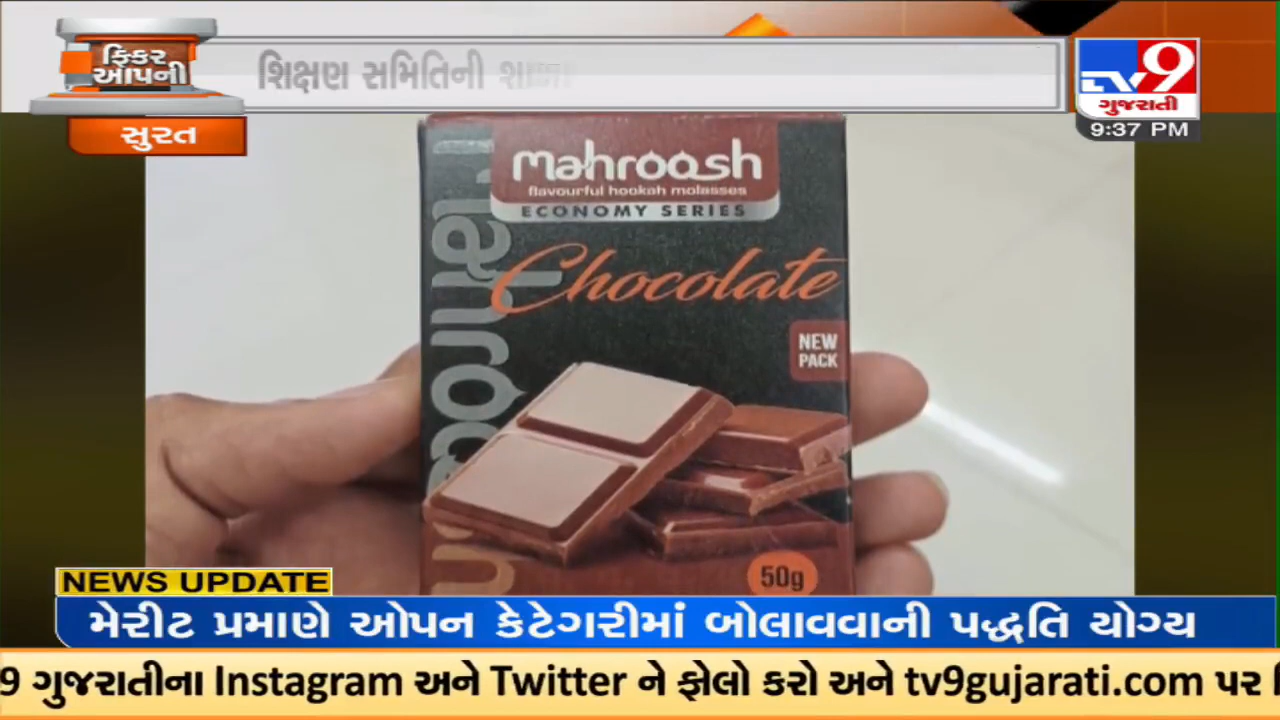 ફિકર
આપની
શિક્ષણ સમિતિની
સુરત
TV9
ગુજરાતી
9:37 PM
mahroosh
flavourful hookah molasses
ECONOMY SERIES
Chocolate
NEW
PACK
50g
mahroosh
NEWS UPDATE
મેરીટ પ્રમાણે ઓપન કેટેગરીમાં બોલાવવાની પદ્ધતિ યોગ્ય
9 ગુજરાતીના Instagram અને Twitter ને ફોલો કરો અને tv9gujarati.com પર